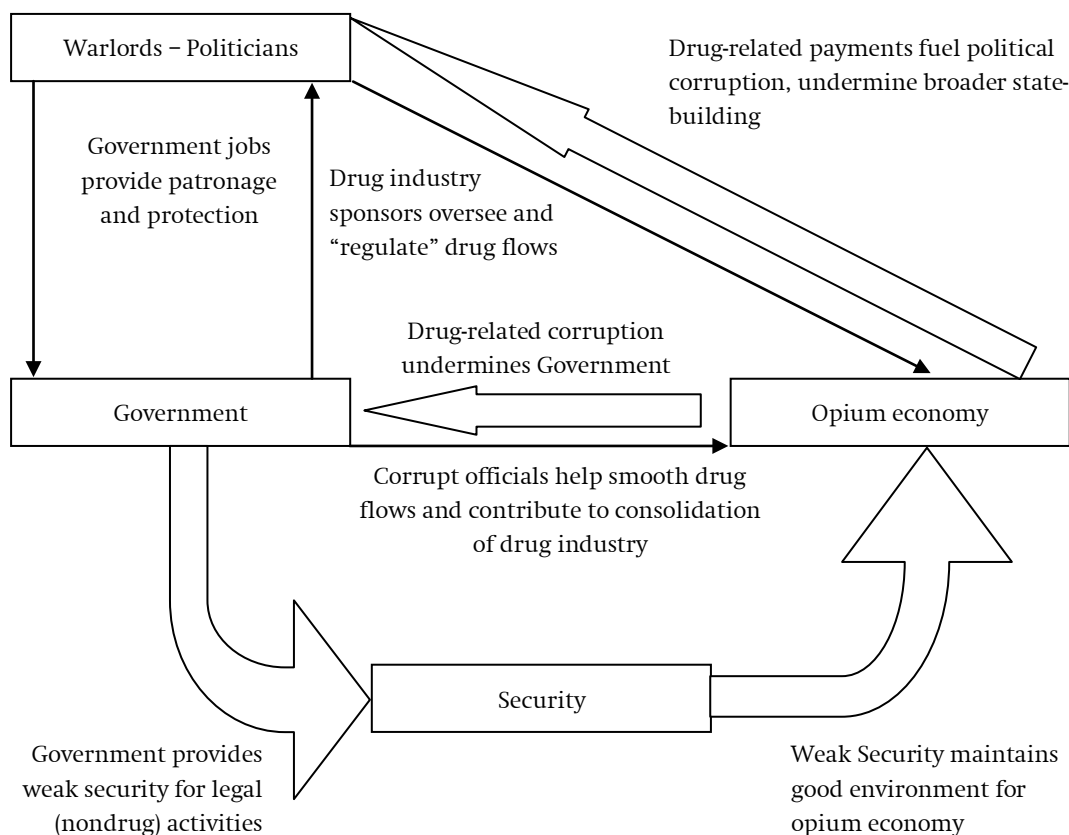 Warlords – Politicians
Drug-related payments fuel political
corruption, undermine broader state-
building
Government jobs
provide patronage
and protection
Drug industry
sponsors oversee and
“regulate” drug flows
Drug-related corruption
undermines Government
Government
Opium economy
Corrupt officials help smooth drug
flows and contribute to consolidation
of drug industry
Security
Government provides
weak security for legal
(nondrug) activities
Weak Security maintains
good environment for
opium economy